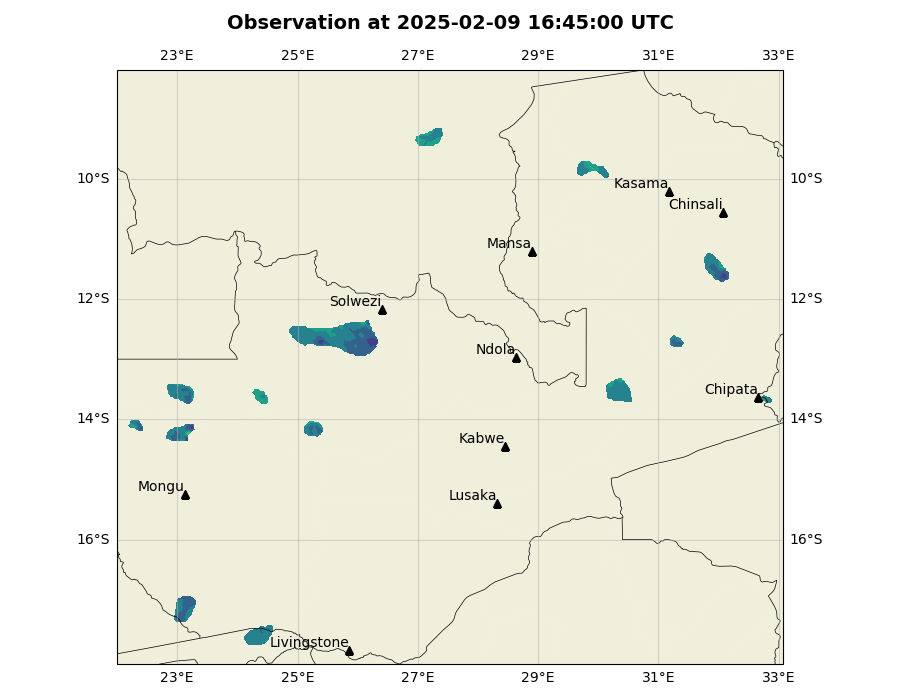 Observation at 2025-02-09 16:45:00 UTC
23°E 25°E 27°E 29°E 31°E 33°E
10°S 10°S
Kasama
Chinsali
Mansa
12°S 12°S
Solwezi
Ndola
Chipata
14°S 14°S
Kabwe
Mongu
Lusaka
16°S 16°S
Livingstone
23°E 25°E 27°E 29°E 31°E 33°E